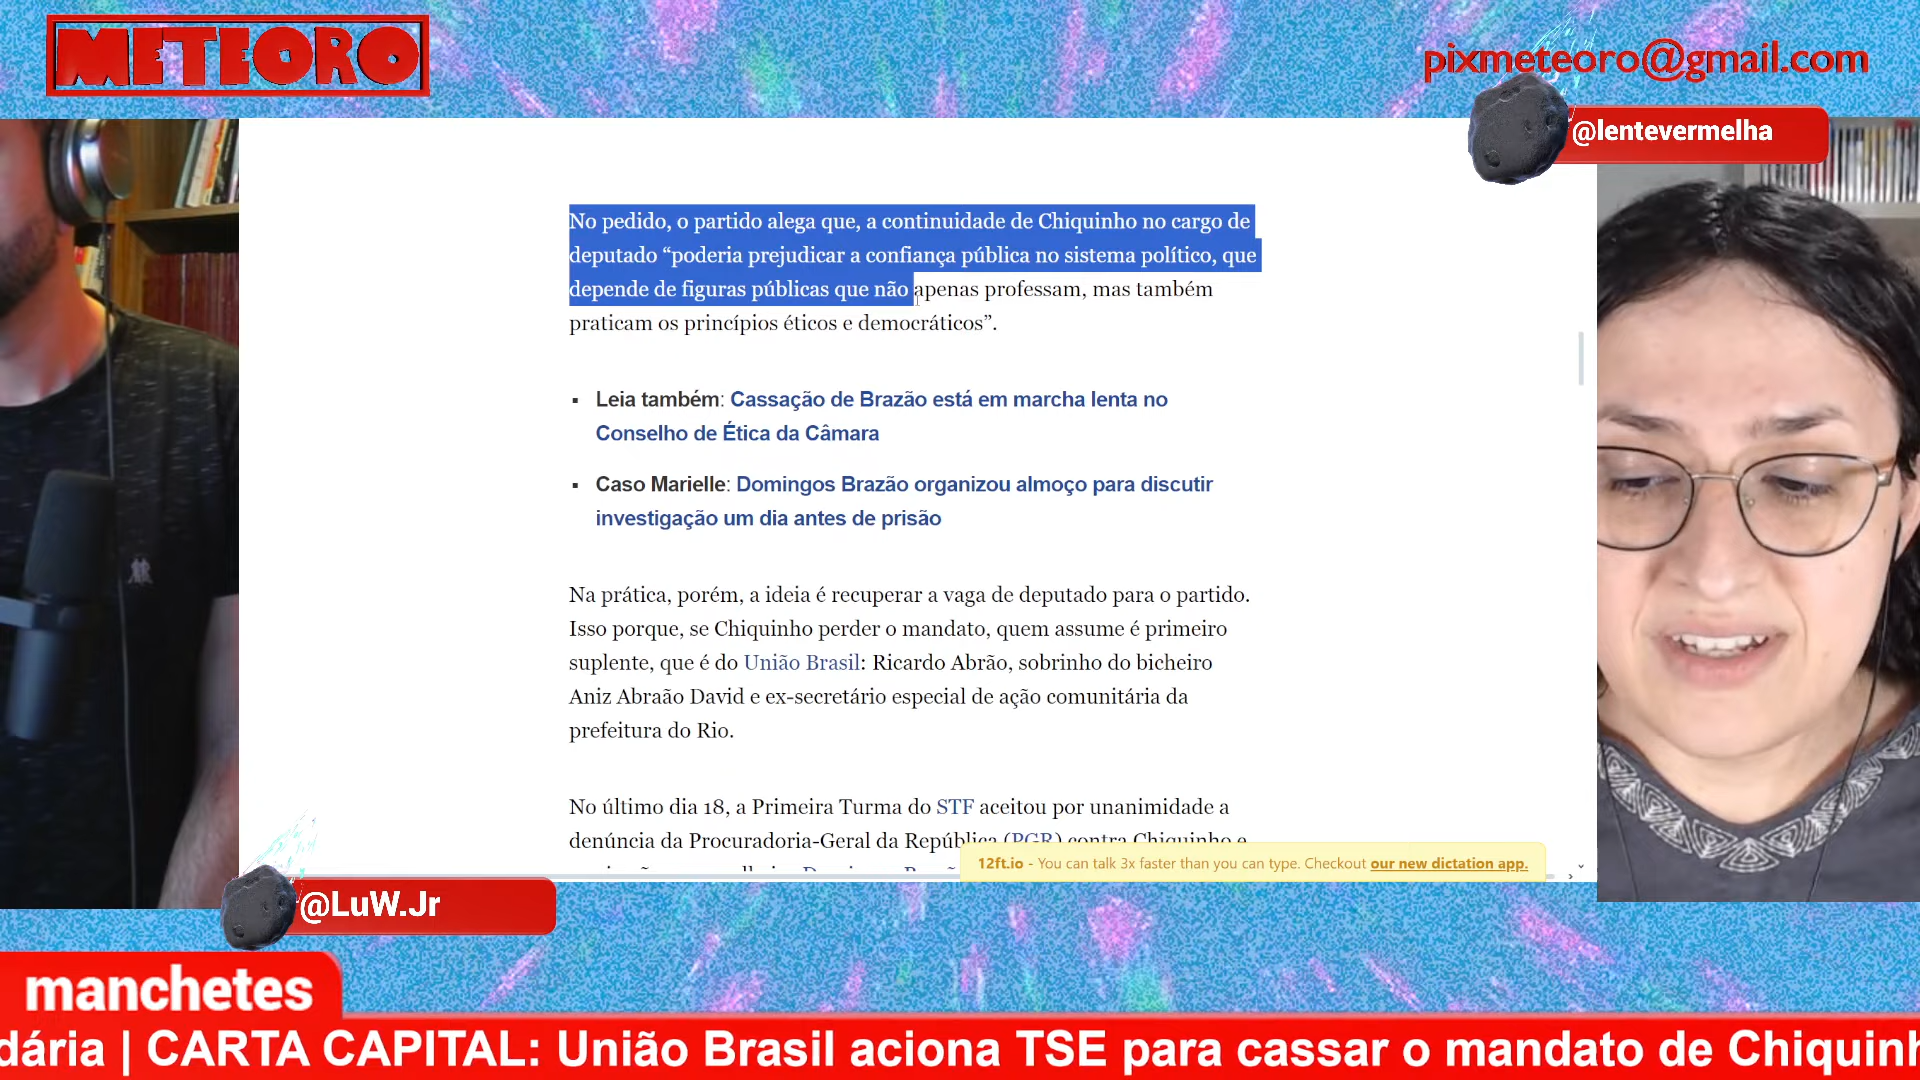 METEORO
pixmeteoro@gmail.com
@lentevermelha
No pedido, o partido alega que, a continuidade de Chiquinho no cargo de
deputado “poderia prejudicar a confiança pública no sistema político, que
depende de figuras públicas que não apenas professam, mas também
praticam os princípios éticos e democráticos”.
▪ Leia também: Cassação de Brazão está em marcha lenta no
Conselho de Ética da Câmara
▪ Caso Marielle: Domingos Brazão organizou almoço para discutir
investigação um dia antes de prisão
Na prática, porém, a ideia é recuperar a vaga de deputado para o partido.
Isso porque, se Chiquinho perder o mandato, quem assume é primeiro
suplente, que é do União Brasil: Ricardo Abrão, sobrinho do bicheiro
Aniz Abraão David e ex-secretário especial de ação comunitária da
prefeitura do Rio.
No último dia 18, a Primeira Turma do STF aceitou por unanimidade a
denúncia da Procuradoria-Geral da República (PGR) contra Chiquinho e
12ft.io - You can talk 3x faster than you can type. Checkout our new dictation app.
@LuW.Jr
manchetes
dária | CARTA CAPITAL: União Brasil aciona TSE para cassar o mandato de Chiquinh